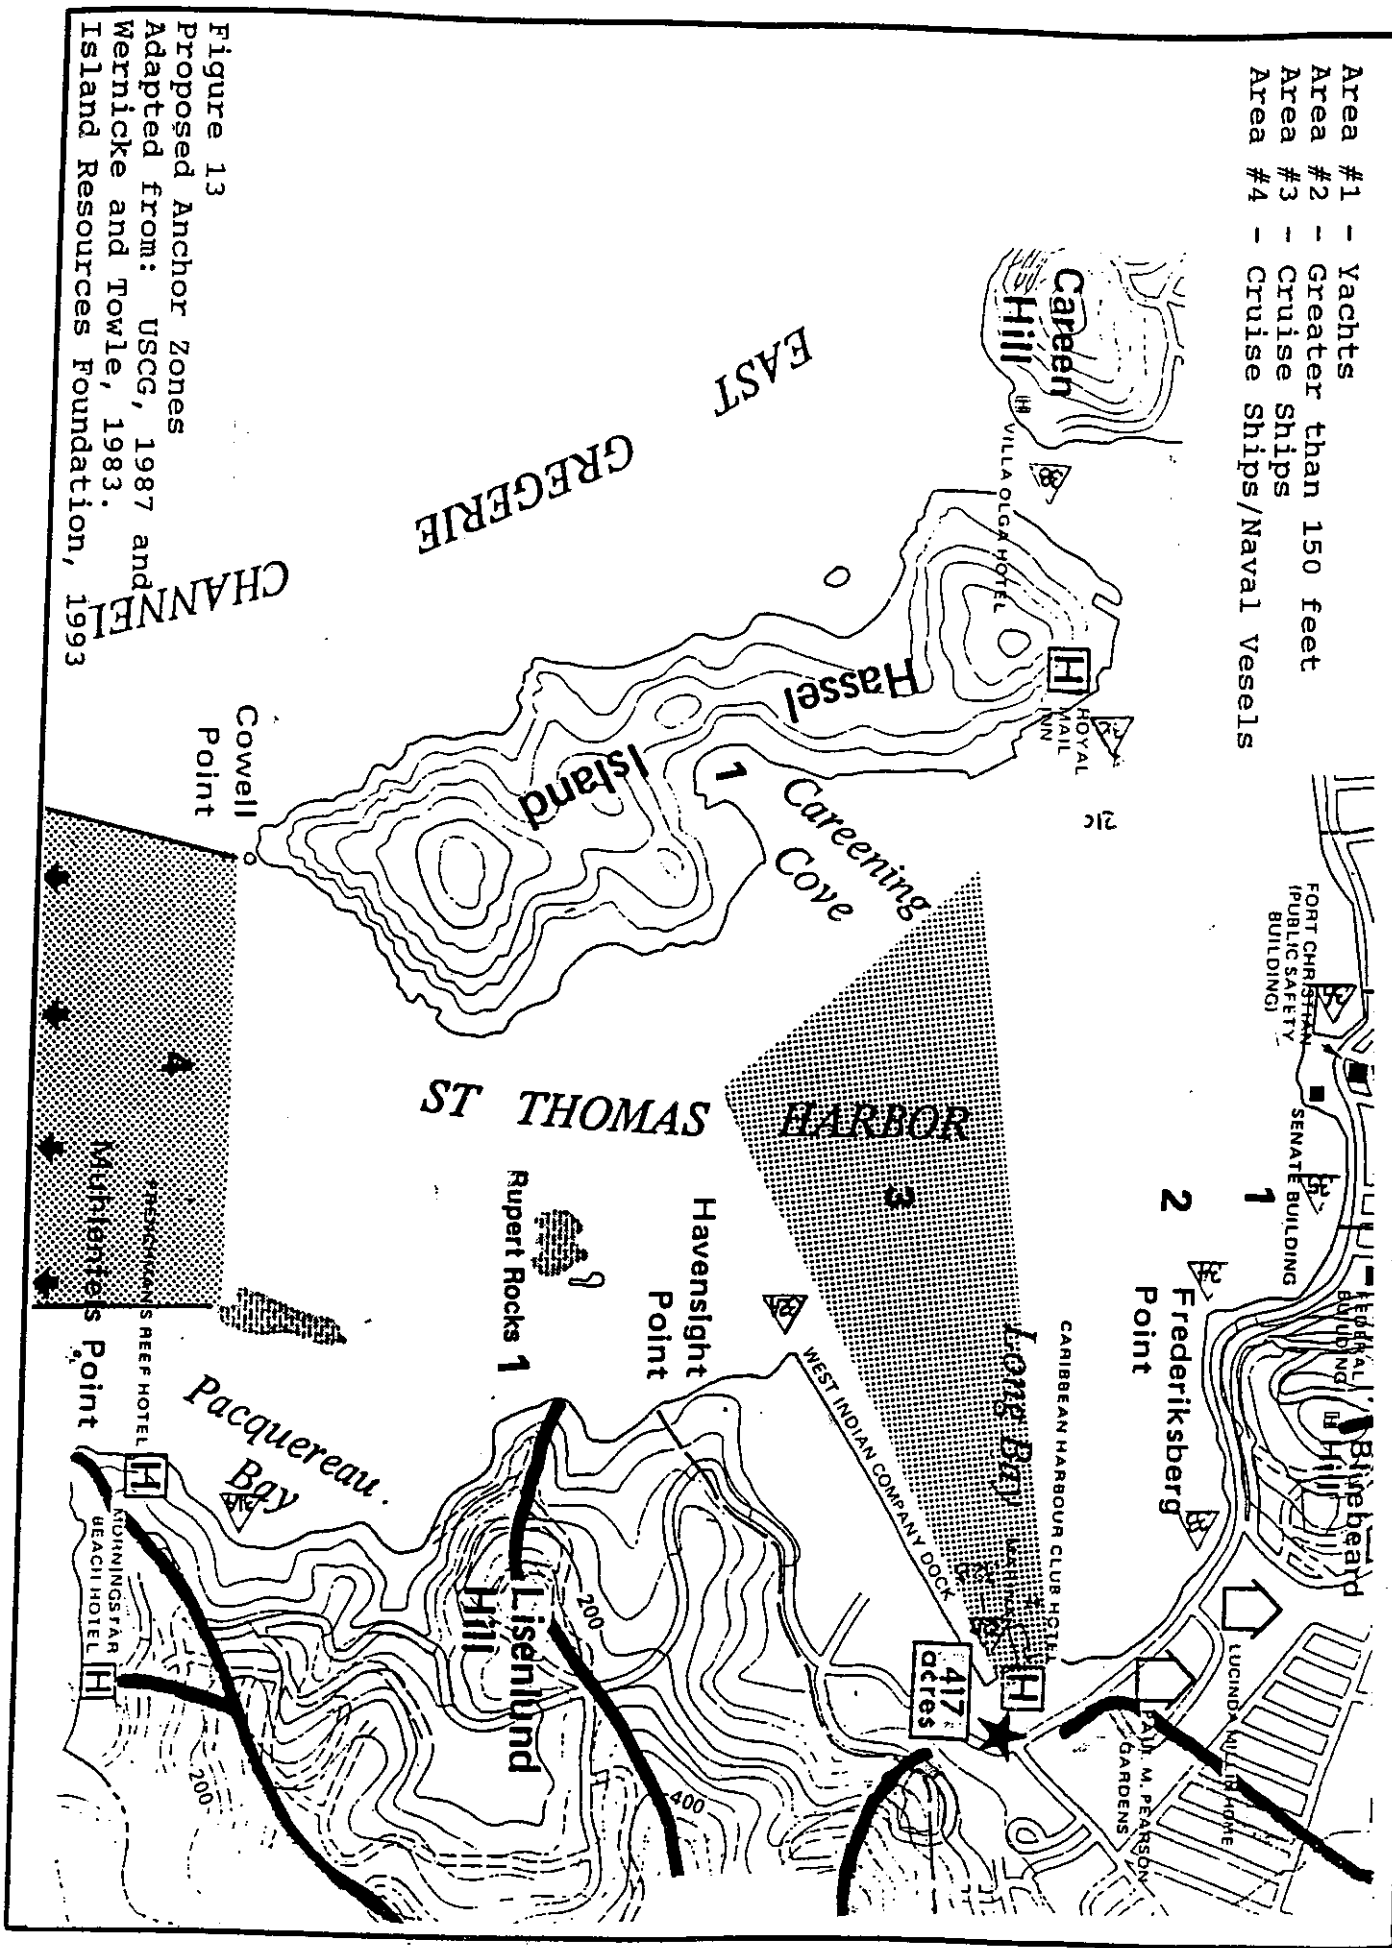 Area #1 - Yachts
Area #2 - Greater than 150 feet
Area #3 - Cruise Ships
Area #4 - Cruise Ships/Naval Vessels
Careen
Hill
H
VILLA OLGA HOTEL
EAST
GREGERIE
CHANNEL
Hassel
Island
H
ROYAL
MAIL
INN
1
Careening
Cove
21C
Cowell
Point
FORT CHRISTIAN
(PUBLIC SAFETY
BUILDING)
SENATE BUILDING
1
2
FEDERAL
BUILDING
H
Bluebeard
Hill
Frederiksberg
Point
ST THOMAS HARBOR
3
Long Bay
CARIBBEAN HARBOUR CLUB HOTEL
H
WEST INDIAN COMPANY DOCK
417
acres
LUCINDA MILLIN HOME
PAUL M. PEARSON
GARDENS
Havensight
Point
Rupert Rocks
1
Lisenlund
Hill
200
400
200
4
Muhlenfels Point
FRENCHMAN'S REEF HOTEL
H
Pacquereau
Bay
MORNINGSTAR
BEACH HOTEL
H
Figure 13
Proposed Anchor Zones
Adapted from: USCG, 1987 and
Wernicke and Towle, 1983.
Island Resources Foundation, 1993